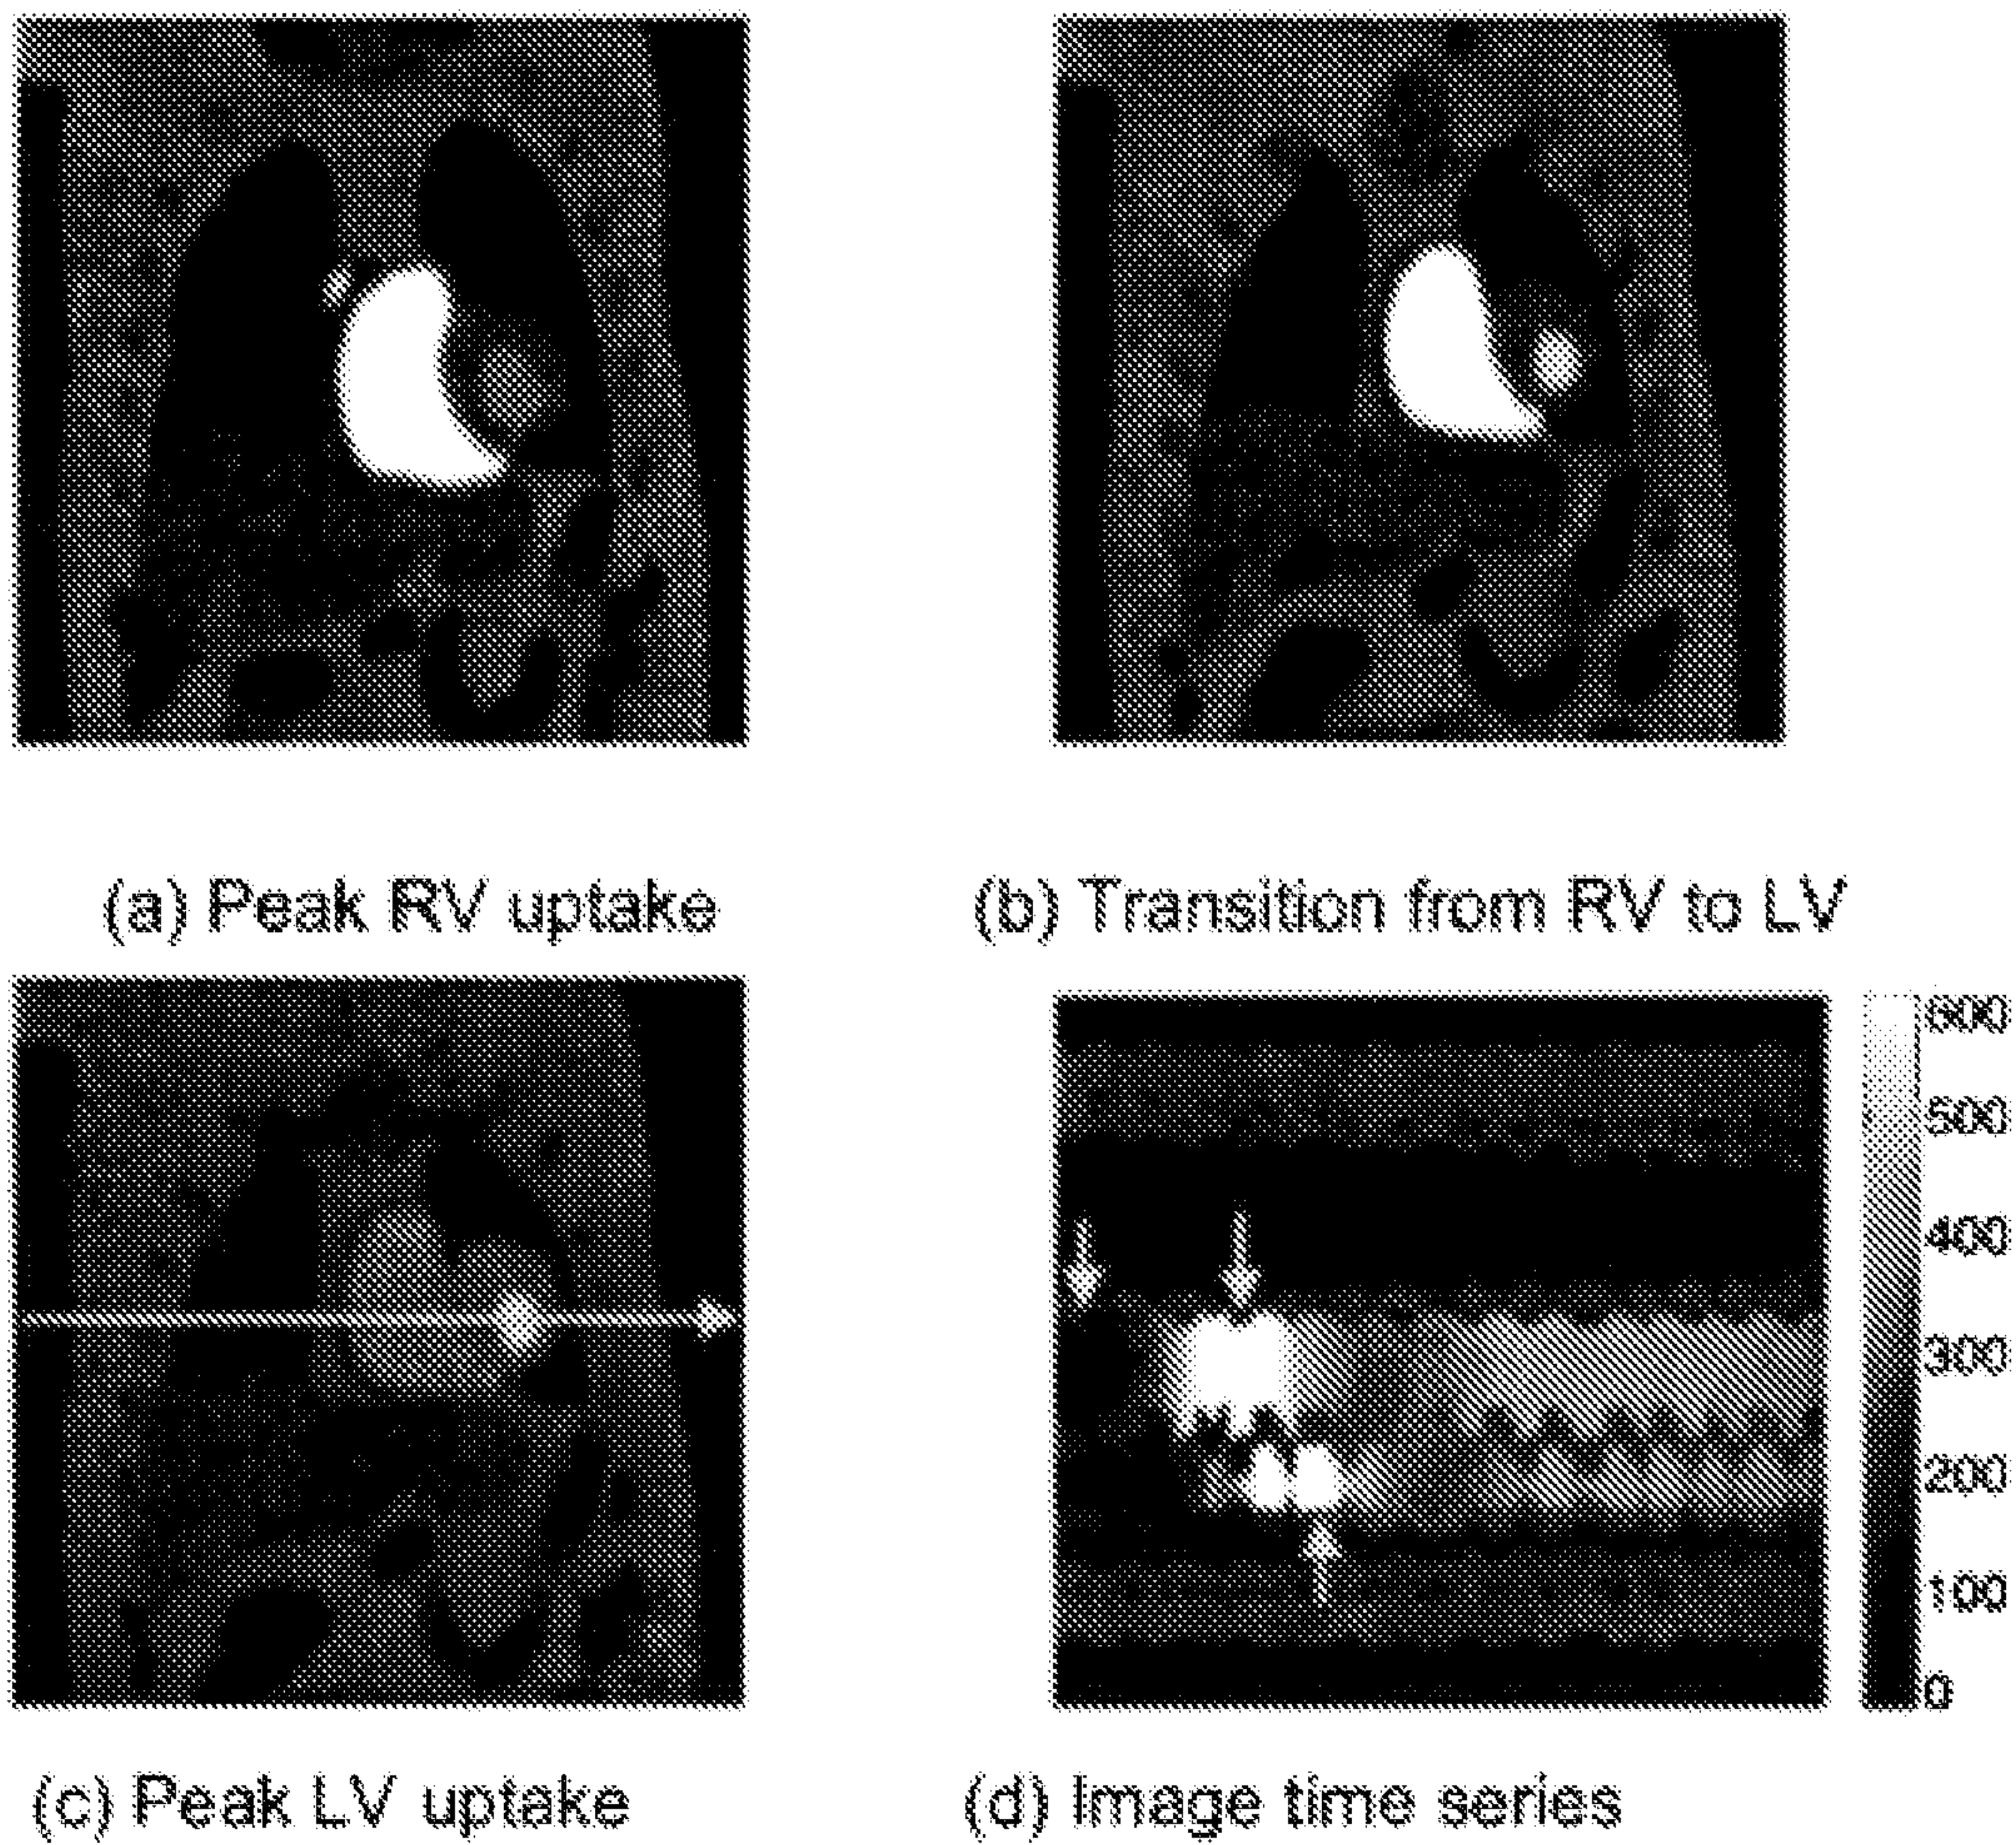 (a) Peak RV uptake
(b) Transition from RV to LV
600
500
400
300
200
100
0
(c) Peak LV uptake
(d) Image time series